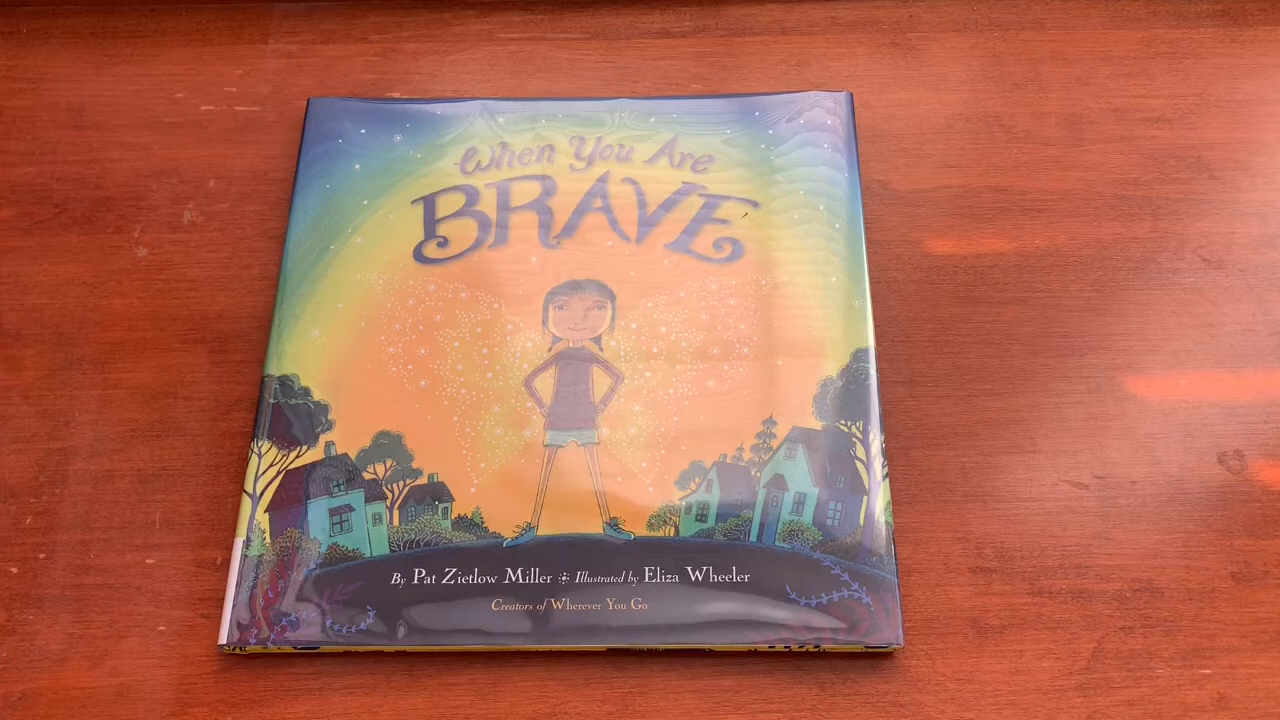 When You Are
BRAVE
By Pat Zietlow Miller Illustrated by Eliza Wheeler
Creators of Wherever You Go